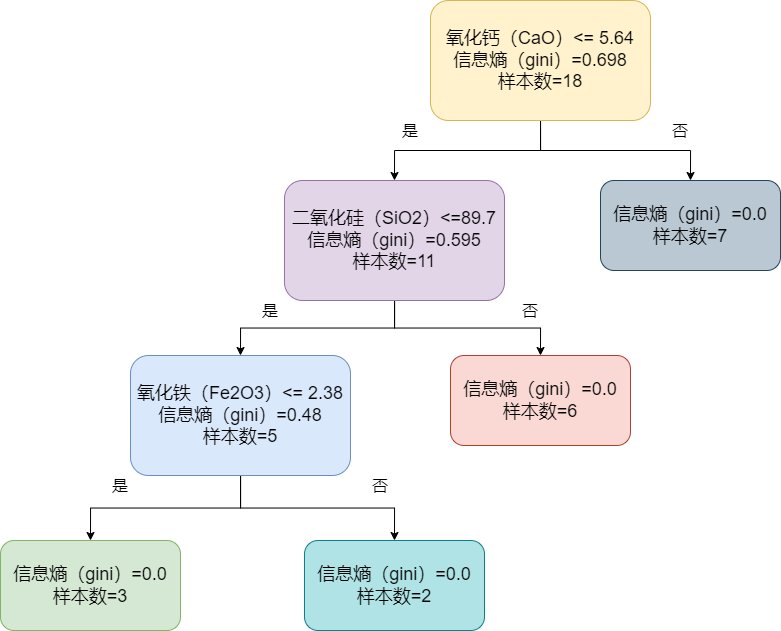 氧化钙（CaO）<= 5.64
信息熵（gini）=0.698
样本数=18
是
否
二氧化硅（SiO2）<=89.7
信息熵（gini）=0.595
样本数=11
信息熵（gini）=0.0
样本数=7
是
否
氧化铁（Fe2O3）<= 2.38
信息熵（gini）=0.48
样本数=5
信息熵（gini）=0.0
样本数=6
是
否
信息熵（gini）=0.0
样本数=3
信息熵（gini）=0.0
样本数=2